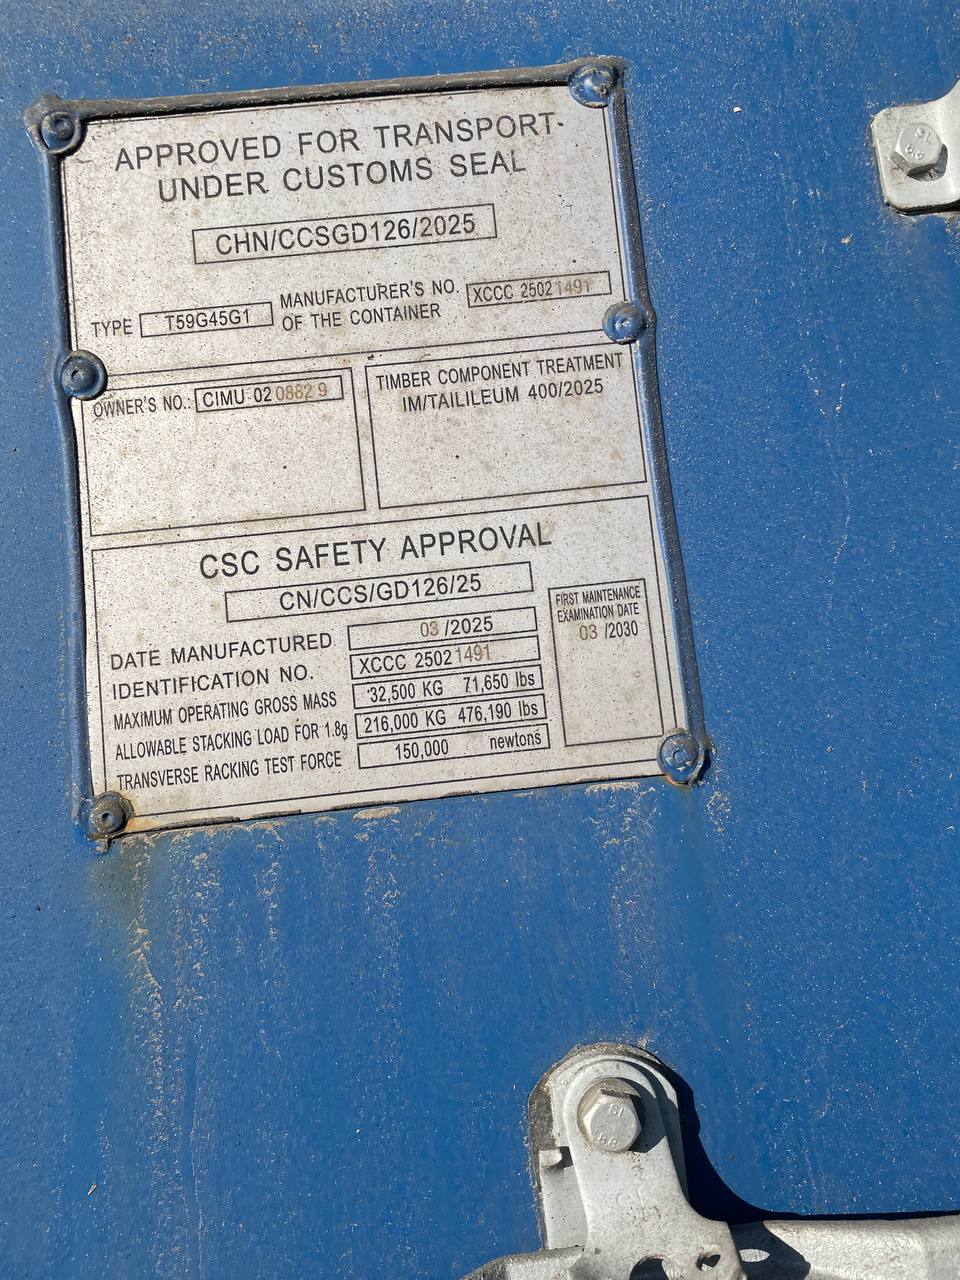 APPROVED FOR TRANSPORT-
UNDER CUSTOMS SEAL
CHN/CCSGD126/2025
TYPE T59G45G1
MANUFACTURER'S NO.
OF THE CONTAINER
XCCC 25021491
OWNER'S NO.: CIMU 020882 9
TIMBER COMPONENT TREATMENT
IM/TAILILEUM 400/2025
CSC SAFETY APPROVAL
CN/CCS/GD126/25
DATE MANUFACTURED 03 /2025
IDENTIFICATION NO. XCCC 25021491
MAXIMUM OPERATING GROSS MASS 32,500 KG 71,650 lbs
ALLOWABLE STACKING LOAD FOR 1.8g 216,000 KG 476,190 lbs
TRANSVERSE RACKING TEST FORCE 150,000 newtons
FIRST MAINTENANCE
EXAMINATION DATE
03 /2030